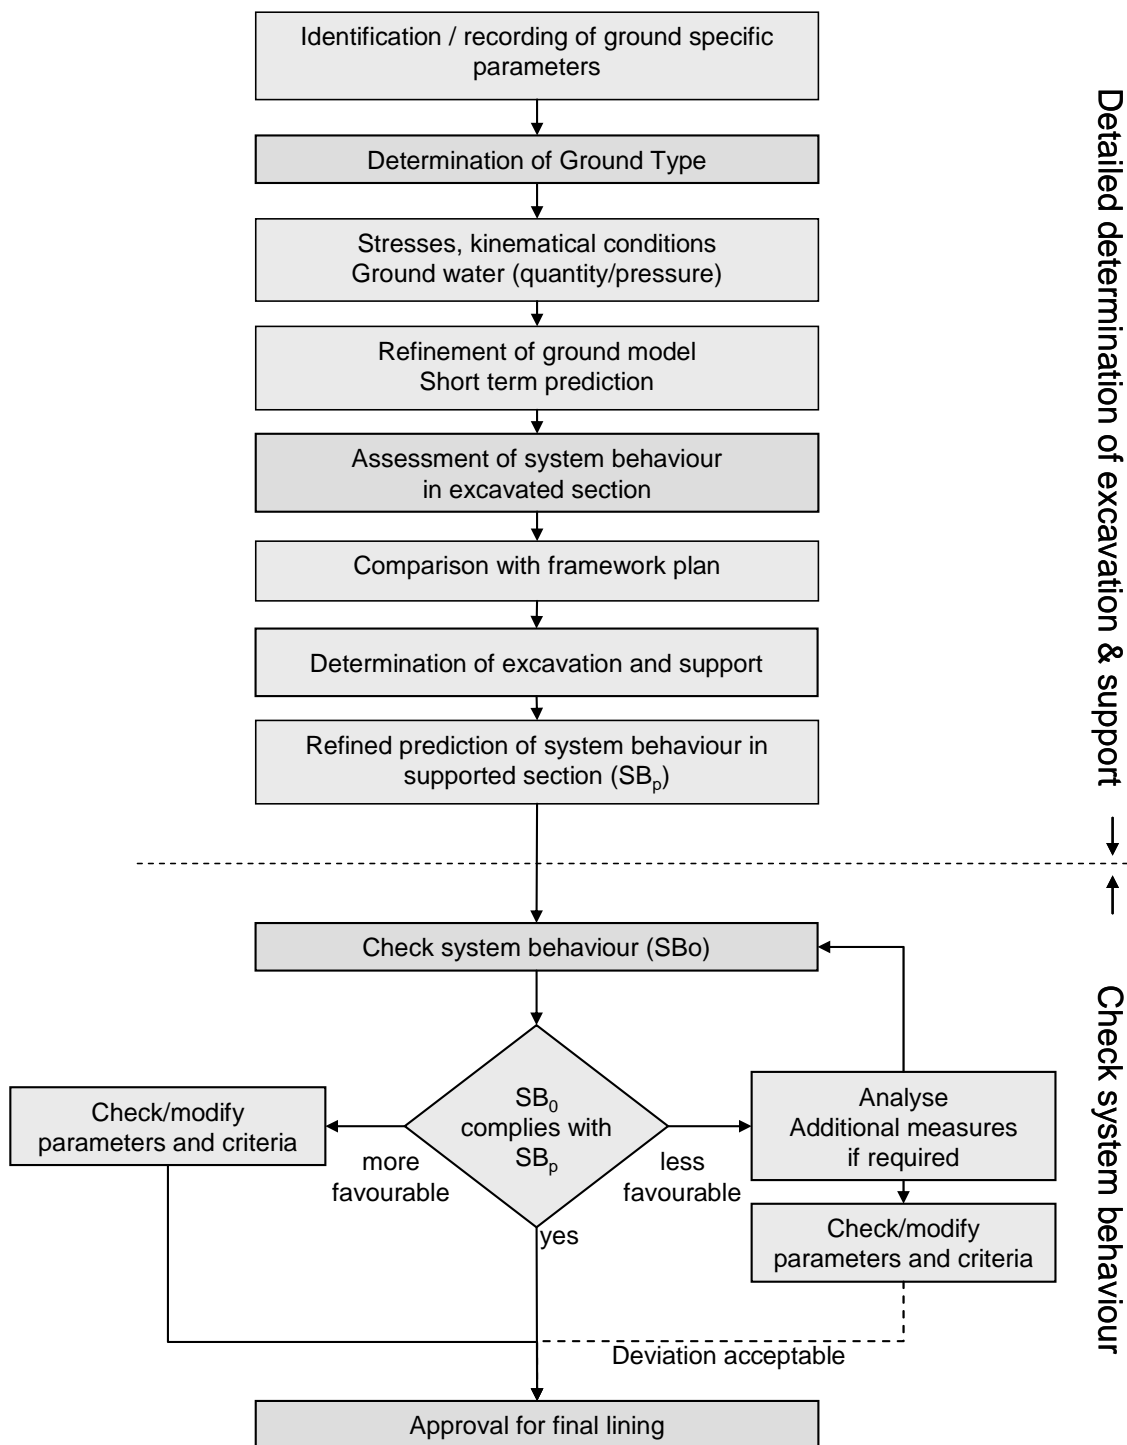 Identification / recording of ground specific
parameters
Determination of Ground Type
Stresses, kinematical conditions
Ground water (quantity/pressure)
Refinement of ground model
Short term prediction
Assessment of system behaviour
in excavated section
Comparison with framework plan
Determination of excavation and support
Refined prediction of system behaviour in
supported section (SBp)
Detailed determination of excavation & support
Check system behaviour (SBo)
SB0
complies with
SBp
more
favourable
Check/modify
parameters and criteria
less
favourable
Analyse
Additional measures
if required
Check/modify
parameters and criteria
yes
Deviation acceptable
Approval for final lining
Check system behaviour